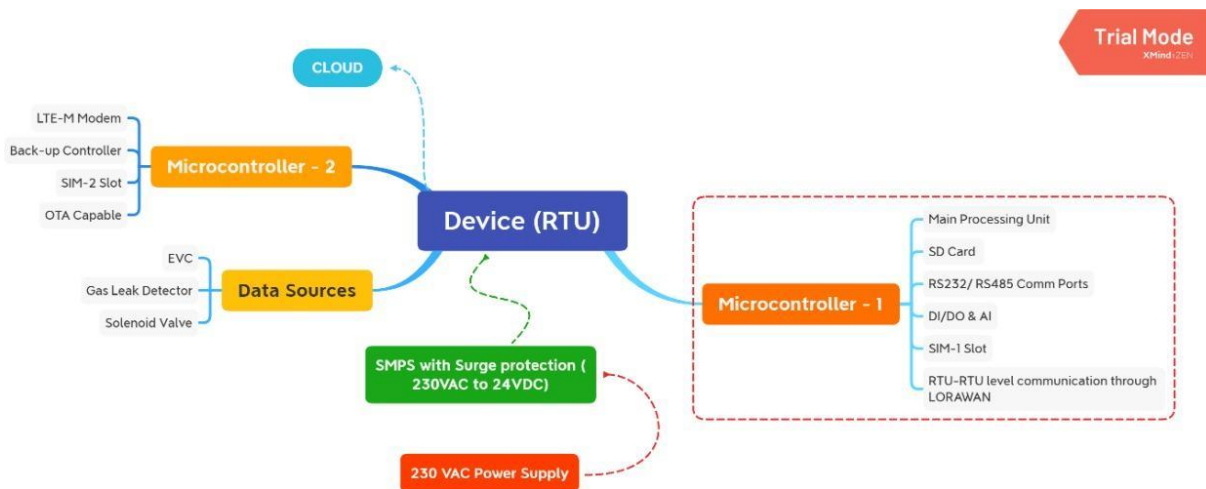 Trial Mode
XMind:ZEN
CLOUD
LTE-M Modem
Back-up Controller
SIM-2 Slot
OTA Capable
Microcontroller - 2
Device (RTU)
EVC
Gas Leak Detector
Solenoid Valve
Data Sources
Microcontroller - 1
Main Processing Unit
SD Card
RS232/ RS485 Comm Ports
DI/DO & AI
SIM-1 Slot
RTU-RTU level communication through
LORAWAN
SMPS with Surge protection (
230VAC to 24VDC)
230 VAC Power Supply